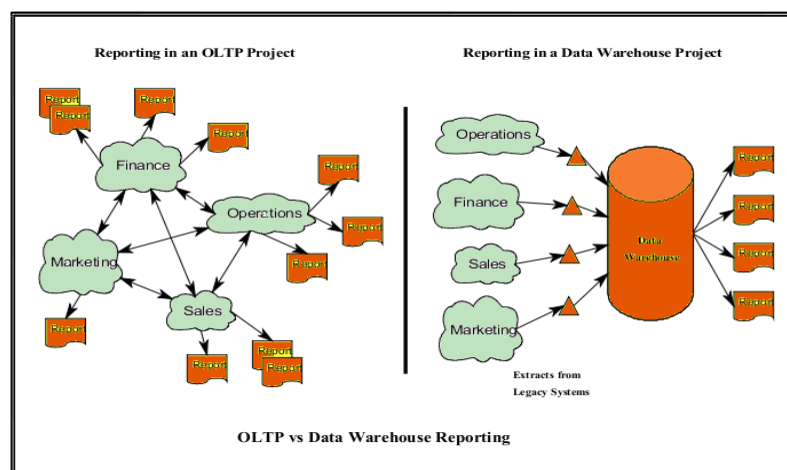 Reporting in an OLTP Project
Report
Report
Report
Report
Finance
Report
Operations
Report
Report
Marketing
Report
Sales
Report
Report
Report
Reporting in a Data Warehouse Project
Operations
Finance
Sales
Marketing
Data
Warehouse
Report
Report
Report
Report
Extracts from
Legacy Systems
OLTP vs Data Warehouse Reporting